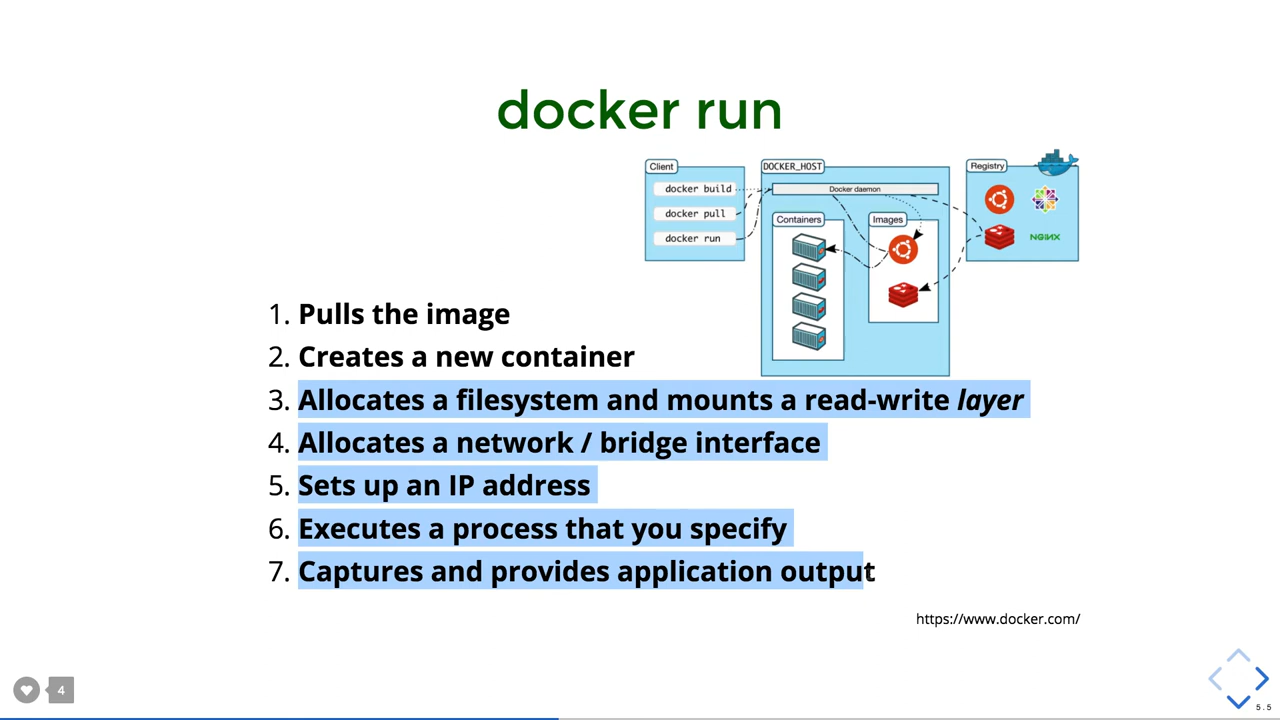 docker run
Client
docker build
docker pull
docker run
DOCKER_HOST
Docker daemon
Containers
Images
Registry
NGINX
1. Pulls the image
2. Creates a new container
3. Allocates a filesystem and mounts a read-write layer
4. Allocates a network / bridge interface
5. Sets up an IP address
6. Executes a process that you specify
7. Captures and provides application output
https://www.docker.com/
4
5.5